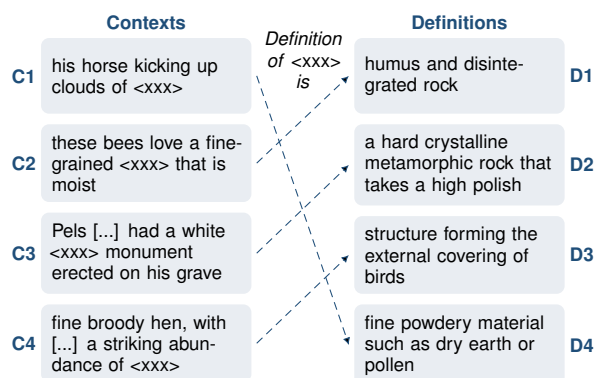 Contexts
Definitions
Definition
of <xxx>
is
C1
his horse kicking up
clouds of <xxx>
humus and disinte-
grated rock
D1
C2
these bees love a fine-
grained <xxx> that is
moist
a hard crystalline
metamorphic rock that
takes a high polish
D2
C3
Pels [...] had a white
<xxx> monument
erected on his grave
structure forming the
external covering of
birds
D3
C4
fine broody hen, with
[...] a striking abun-
dance of <xxx>
fine powdery material
such as dry earth or
pollen
D4